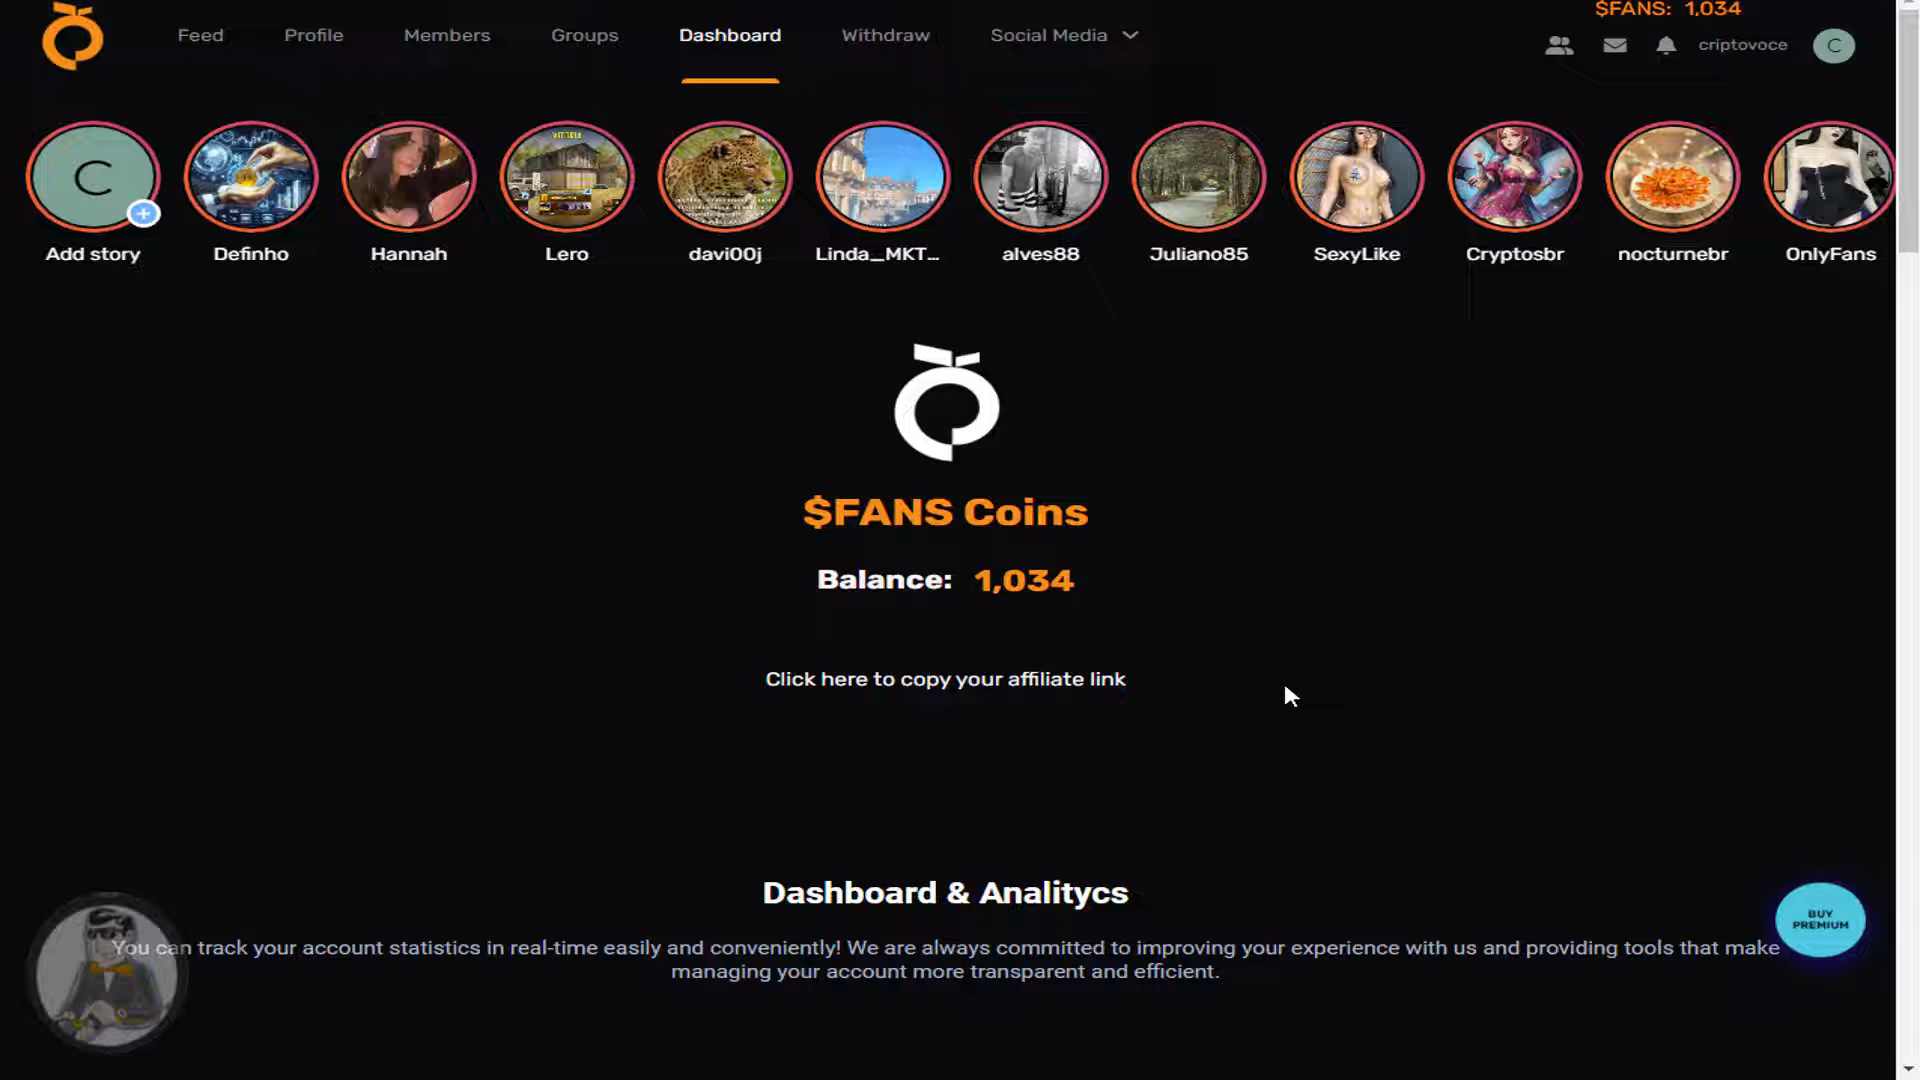 $FANS: 1,034
Feed
Profile
Members
Groups
Dashboard
Withdraw
Social Media
criptovoce
C
C
Add story
Definho
Hannah
Lero
davi00j
Linda_MKT...
alves88
Juliano85
SexyLike
Cryptosbr
nocturnebr
OnlyFans
$FANS Coins
Balance: 1,034
Click here to copy your affiliate link
Dashboard & Analitycs
You can track your account statistics in real-time easily and conveniently! We are always committed to improving your experience with us and providing tools that make
managing your account more transparent and efficient.
BUY
PREMIUM